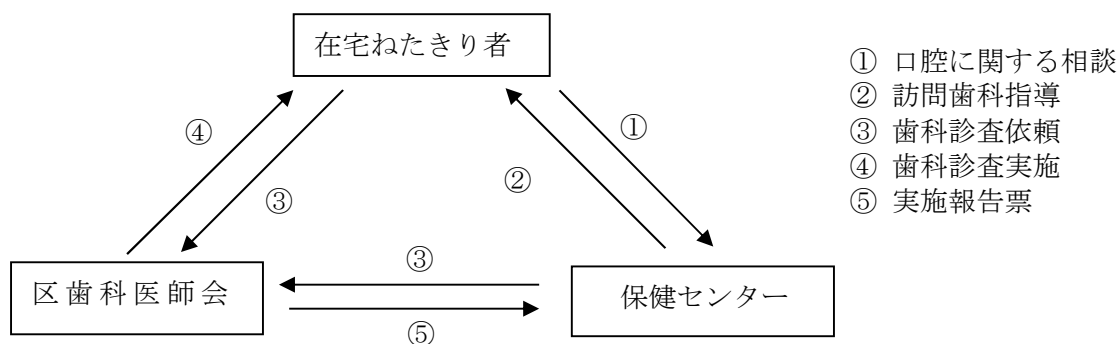 在宅ねたきり者
① 口腔に関する相談
② 訪問歯科指導
③ 歯科診査依頼
④ 歯科診査実施
⑤ 実施報告票
④
①
③
②
③
区歯科医師会
保健センター
⑤